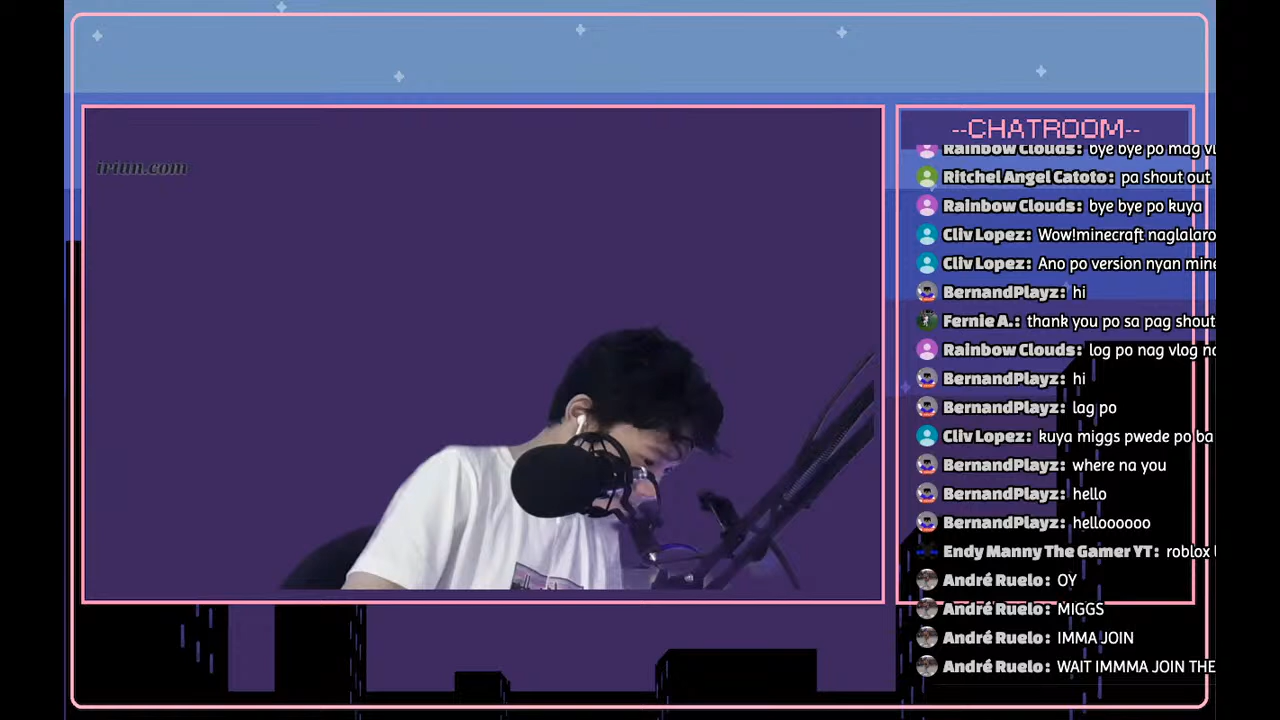 --CHATROOM--
iriun.com
Rainbow Clouds: bye bye po mag
Ritchel Angel Catoto: pa shout out
Rainbow Clouds: bye bye po kuya
Cliv Lopez: Wow!minecraft naglalaro
Cliv Lopez: Ano po version nyan mine
BernandPlayz: hi
Fernie A.: thank you po sa pag shout
Rainbow Clouds: log po nag vlog
BernandPlayz: hi
BernandPlayz: lag po
Cliv Lopez: kuya miggs pwede po ba
BernandPlayz: where na you
BernandPlayz: hello
BernandPlayz: helloooooo
Endy Manny The Gamer YT: roblox
André Ruelo: OY
André Ruelo: MIGGS
André Ruelo: IMMA JOIN
André Ruelo: WAIT IMMMA JOIN THE